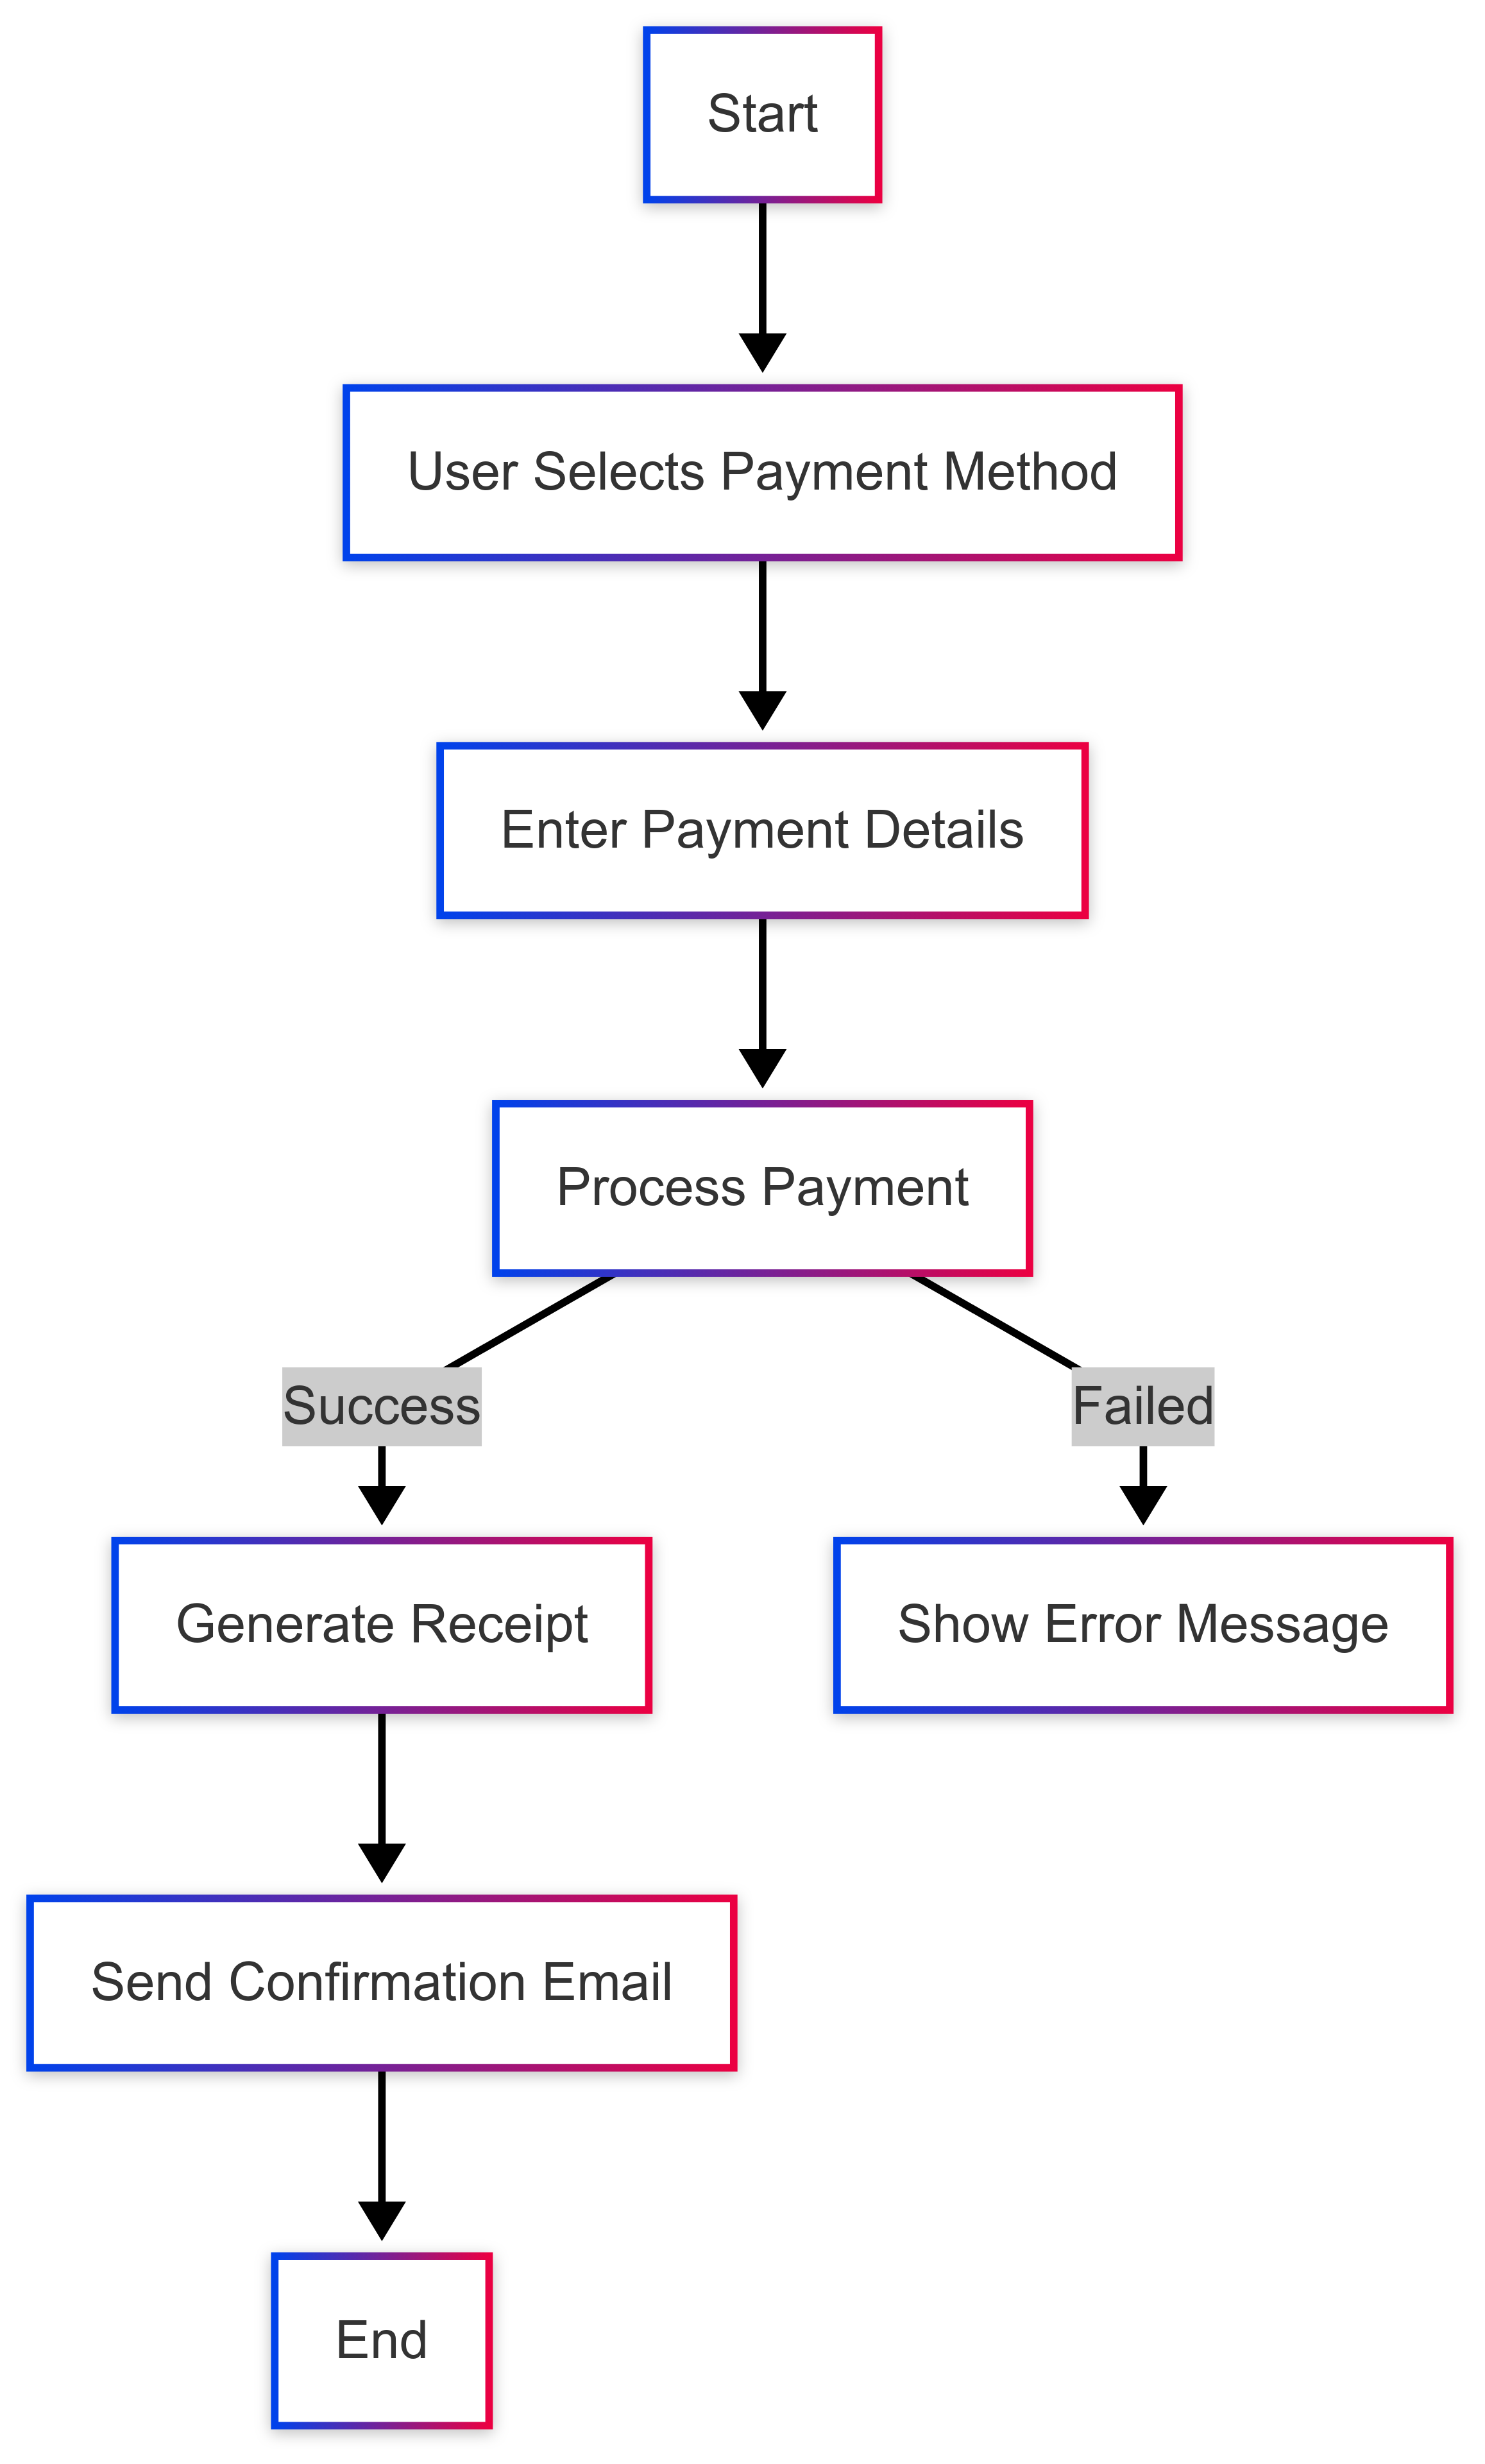 Start
User Selects Payment Method
Enter Payment Details
Process Payment
Success
Failed
Generate Receipt
Show Error Message
Send Confirmation Email
End